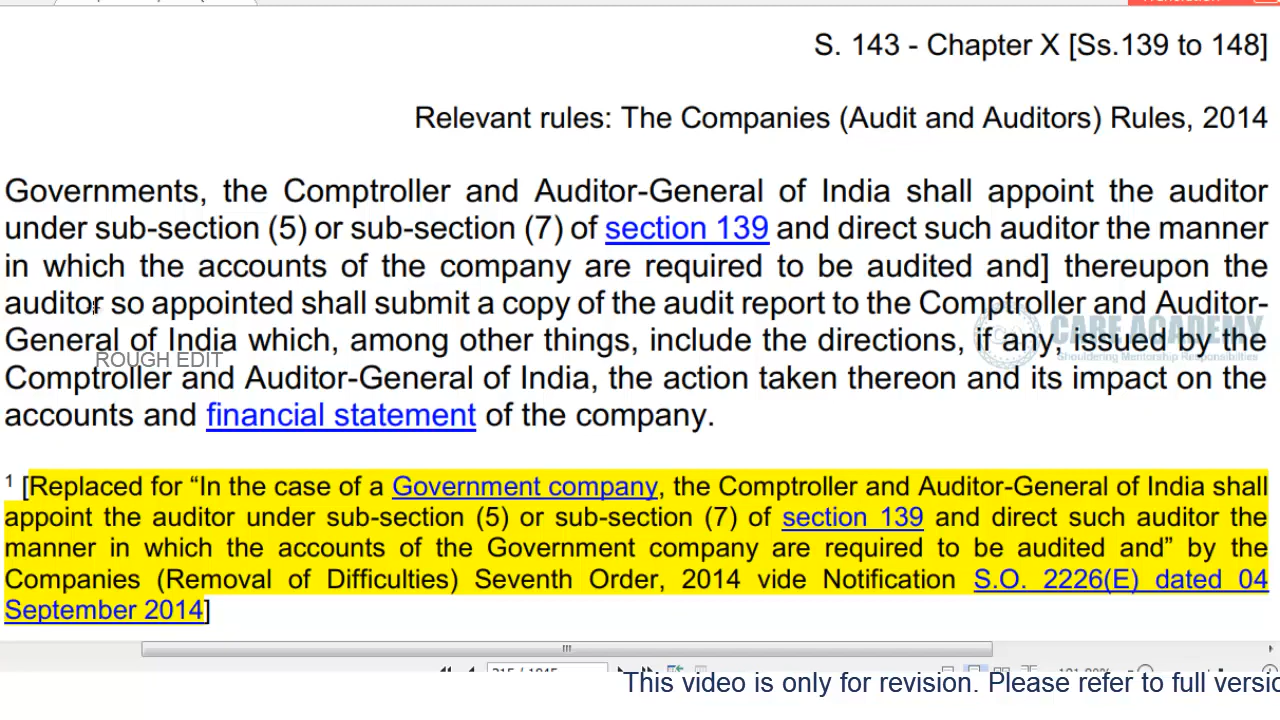 S. 143 - Chapter X [Ss.139 to 148]
Relevant rules: The Companies (Audit and Auditors) Rules, 2014
Governments, the Comptroller and Auditor-General of India shall appoint the auditor
under sub-section (5) or sub-section (7) of section 139 and direct such auditor the manner
in which the accounts of the company are required to be audited and] thereupon the
auditor so appointed shall submit a copy of the audit report to the Comptroller and Auditor-
General of India which, among other things, include the directions, if any, issued by the
CARE ACADEMY
Shouldering Mentorship Responsibilities
ROUGH EDIT
Comptroller and Auditor-General of India, the action taken thereon and its impact on the
accounts and financial statement of the company.
1 [Replaced for “In the case of a Government company, the Comptroller and Auditor-General of India shall
appoint the auditor under sub-section (5) or sub-section (7) of section 139 and direct such auditor the
manner in which the accounts of the Government company are required to be audited and” by the
Companies (Removal of Difficulties) Seventh Order, 2014 vide Notification S.O. 2226(E) dated 04
September 2014]
This video is only for revision. Please refer to full versio